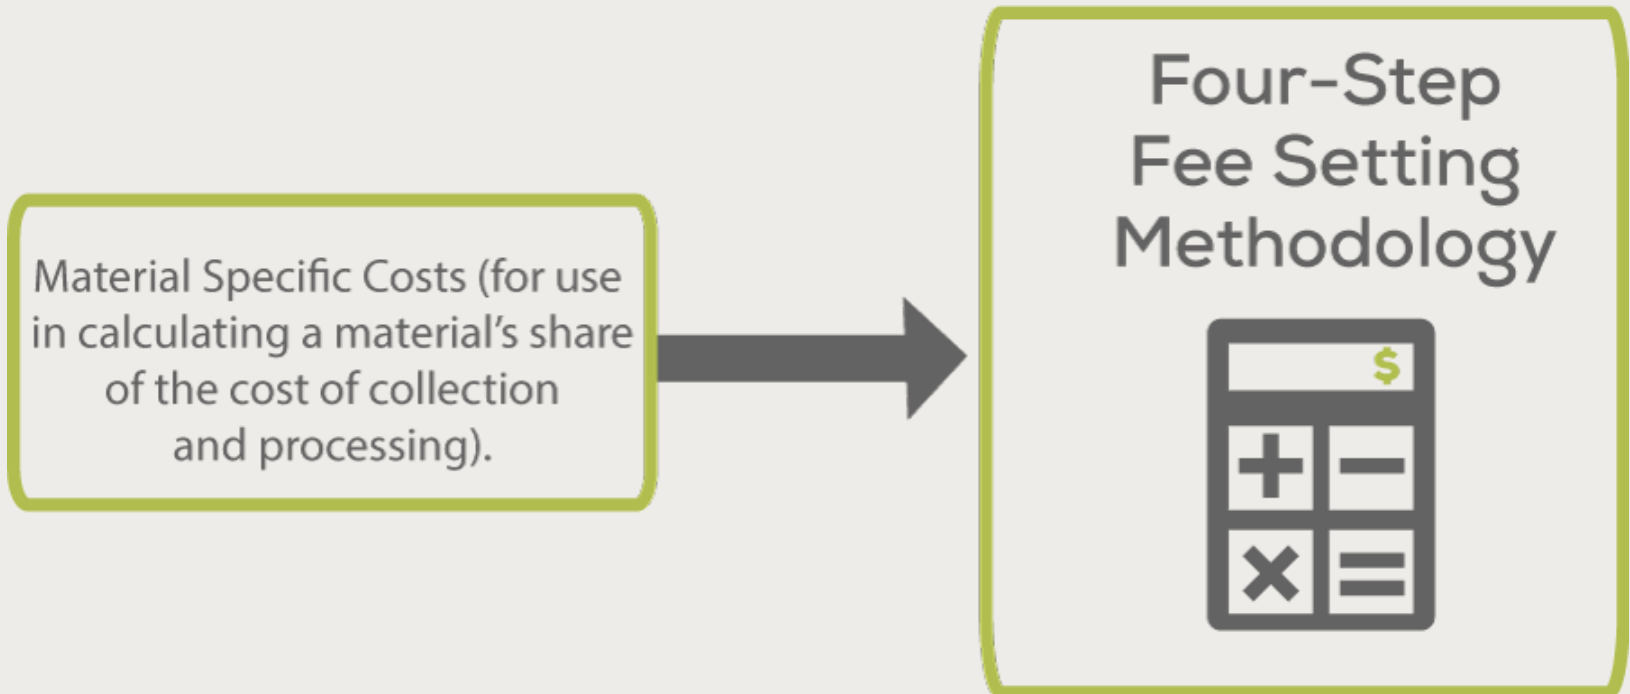 Material Specific Costs (for use
in calculating a material’s share
of the cost of collection
and processing).
Four-Step
Fee Setting
Methodology
$
+ −
× =